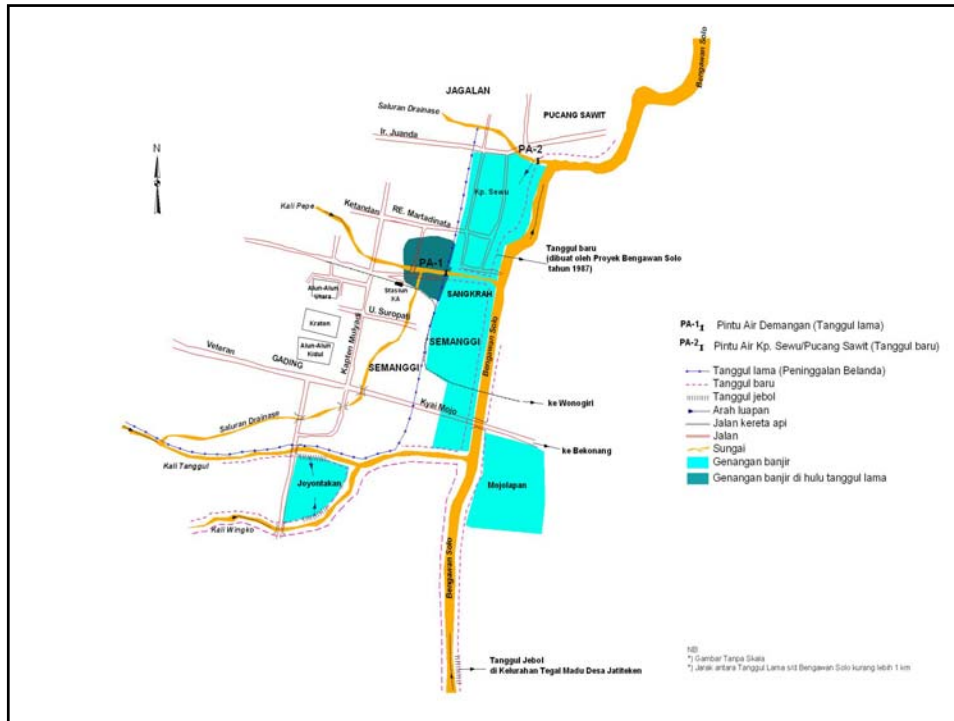 Bengawan Solo
JAGALAN
Saluran Drainase
PUCANG SAWIT
Ir. Juanda
PA-2
N
Kp. Sewu
Ketandan
RE. Martadinata
Kali Pepe
Tanggul baru
(dibuat oleh Proyek Bengawan Solo
tahun 1987)
PA-1
Stasiun
KA
SANGKRAH
Alun-Alun
Utara
U. Suropati
Kraton
Alun-Alun
Kidul
Kapten Mulyadi
SEMANGGI
Bengawan Solo
Veteran
GADING
SEMANGGI
Kyai Mojo
ke Wonogiri
ke Bekonang
Saluran Drainase
Kali Tanggul
Joyontakan
Mojolapan
Kali Wingko
Bengawan Solo
Tanggul Jebol
di Kelurahan Tegal Madu Desa Jatiteken
PA-1 Pintu Air Demangan (Tanggul lama)
PA-2 Pintu Air Kp. Sewu/Pucang Sawit (Tanggul baru)
Tanggul lama (Peninggalan Belanda)
Tanggul baru
Tanggul jebol
Arah luapan
Jalan kereta api
Jalan
Sungai
Genangan banjir
Genangan banjir di hulu tanggul lama
NB
*) Gambar Tanpa Skala
*) Jarak antara Tanggul Lama s/d Bengawan Solo kurang lebih 1 km